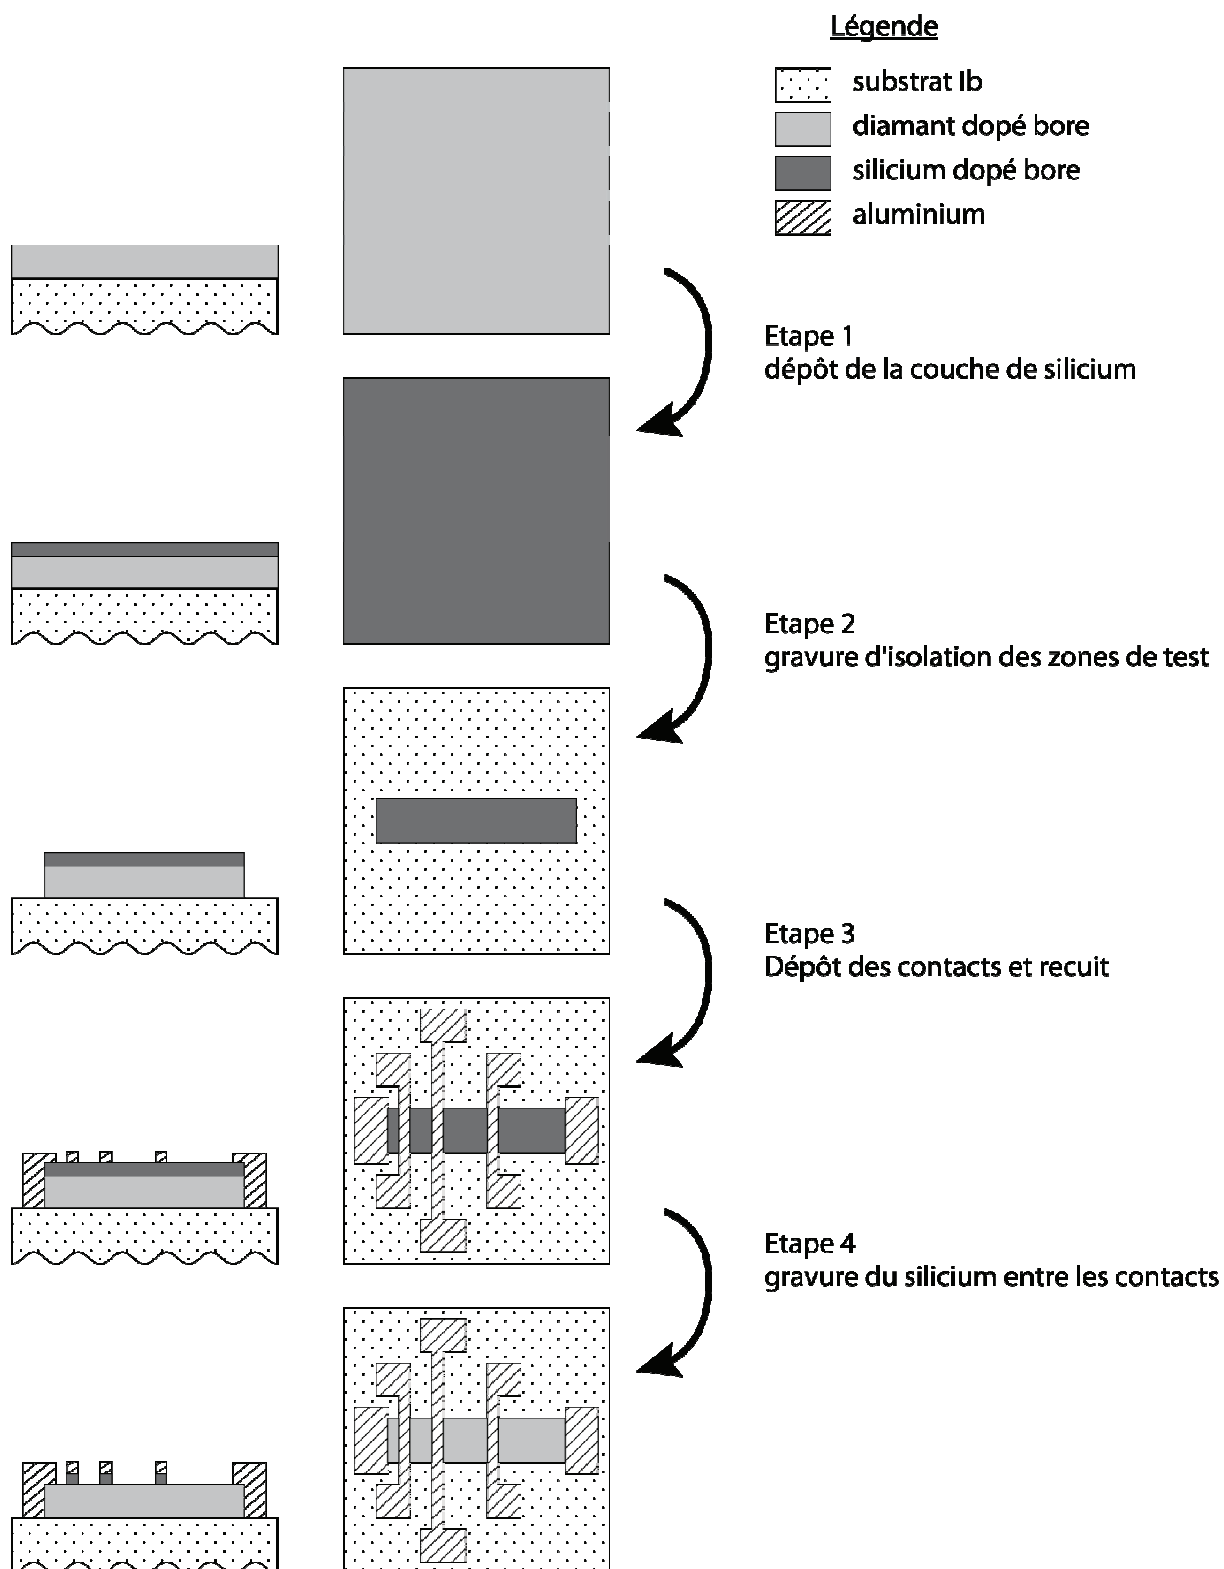 Légende
substrat Ib
diamant dopé bore
silicium dopé bore
aluminium
Etape 1
dépôt de la couche de silicium
Etape 2
gravure d'isolation des zones de test
Etape 3
Dépôt des contacts et recuit
Etape 4
gravure du silicium entre les contacts